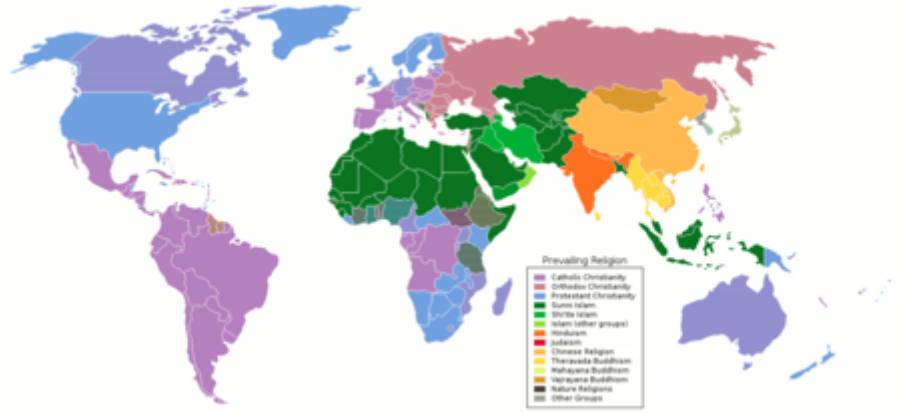 Prevailing Religion
Catholic Christianity
Orthodox Christianity
Protestant Christianity
Sunni Islam
Shi'ite Islam
Islam (other groups)
Hinduism
Judaism
Chinese Religion
Theravada Buddhism
Mahayana Buddhism
Vajrayana Buddhism
Nature Religions
Other Groups